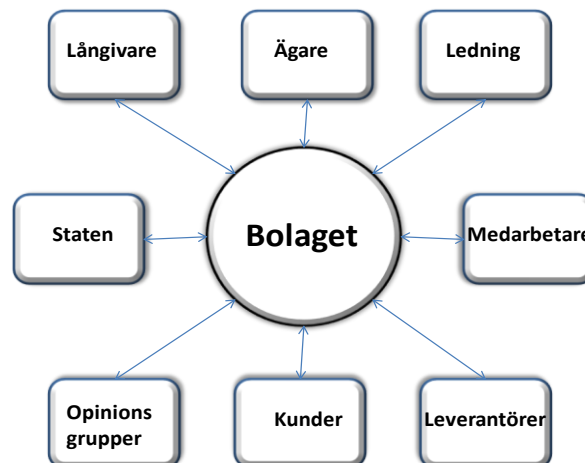 Långivare
Ägare
Ledning
Staten
Bolaget
Medarbetare
Opinions
grupper
Kunder
Leverantörer